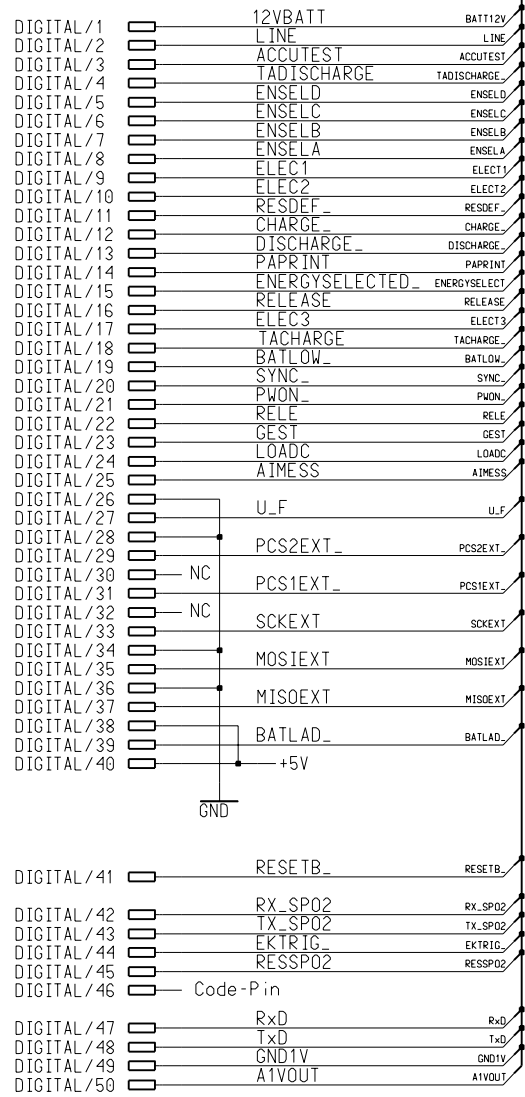 DIGITAL/1 12VBATT BATT12V
DIGITAL/2 LINE LINE
DIGITAL/3 ACCUTEST ACCUTEST
DIGITAL/4 TADISCHARGE TADISCHARGE_
DIGITAL/5 ENSELD ENSELD
DIGITAL/6 ENSELC ENSELC
DIGITAL/7 ENSELB ENSELB
DIGITAL/8 ENSELA ENSELA
DIGITAL/9 ELEC1 ELECT1
DIGITAL/10 ELEC2 ELECT2
DIGITAL/11 RESDEF_ RESDEF_
DIGITAL/12 CHARGE_ CHARGE_
DIGITAL/13 DISCHARGE_ DISCHARGE_
DIGITAL/14 PAPRINT PAPRINT
DIGITAL/15 ENERGYSELECTED_ ENERGYSELECT
DIGITAL/16 RELEASE RELEASE
DIGITAL/17 ELEC3 ELECT3
DIGITAL/18 TACHARGE TACHARGE_
DIGITAL/19 BATLOW_ BATLOW_
DIGITAL/20 SYNC_ SYNC_
DIGITAL/21 PWON_ PWON_
DIGITAL/22 RELE RELE
DIGITAL/23 GEST GEST
DIGITAL/24 LOADC LOADC
DIGITAL/25 AIMESS AIMESS
DIGITAL/26
DIGITAL/27 U_F U_F
DIGITAL/28
DIGITAL/29 PCS2EXT_ PCS2EXT_
DIGITAL/30 NC
DIGITAL/31 PCS1EXT_ PCS1EXT_
DIGITAL/32 NC
DIGITAL/33 SCKEXT SCKEXT
DIGITAL/34
DIGITAL/35 MOSIEXT MOSIEXT
DIGITAL/36
DIGITAL/37 MISOEXT MISOEXT
DIGITAL/38
DIGITAL/39 BATLAD_ BATLAD_
DIGITAL/40 +5V
GND
DIGITAL/41 RESETB_ RESETB_
DIGITAL/42 RX_SPO2 RX_SPO2
DIGITAL/43 TX_SPO2 TX_SPO2
DIGITAL/44 EKTRIG_ EKTRIG_
DIGITAL/45 RESSPO2 RESSPO2
DIGITAL/46 Code-Pin
DIGITAL/47 RxD RxD
DIGITAL/48 TxD TxD
DIGITAL/49 GND1V GND1V
DIGITAL/50 A1VOUT A1VOUT